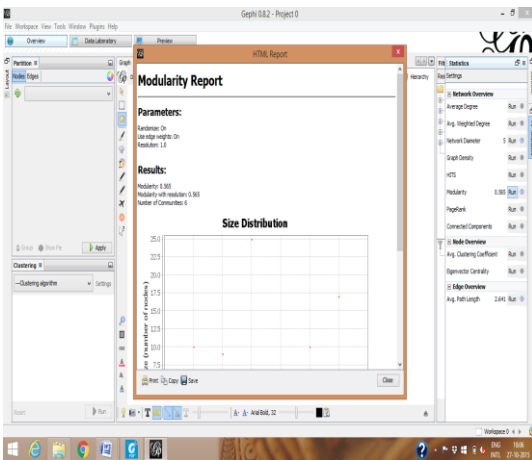 Gephi 0.8.2 - Project 0
File Workspace View Tools Window Plugins Help
Overview
Data Laboratory
Preview
Layout
Partition
Nodes Edges
Group
Show Pie
Apply
Clustering
---Clustering algorithm
Settings
Reset
Run
Graph
HTML Report
Modularity Report
Parameters:
Randomize: On
Use edge weights: On
Resolution: 1.0
Results:
Modularity: 0.565
Modularity with resolution: 0.565
Number of Communities: 6
Size Distribution
25.0
22.5
20.0
17.5
15.0
12.5
10.0
7.5
Print
Copy
Save
Close
T
A- A- Arial Bold, 32
Hierarchy
Statistics
Settings
Network Overview
Average Degree Run
Avg. Weighted Degree Run
Network Diameter 5 Run
Graph Density Run
HITS Run
Modularity 0.565 Run
PageRank Run
Connected Components Run
Node Overview
Avg. Clustering Coefficient Run
Eigenvector Centrality Run
Edge Overview
Avg. Path Length 2.641 Run
Workspace 0
ENG
INTL